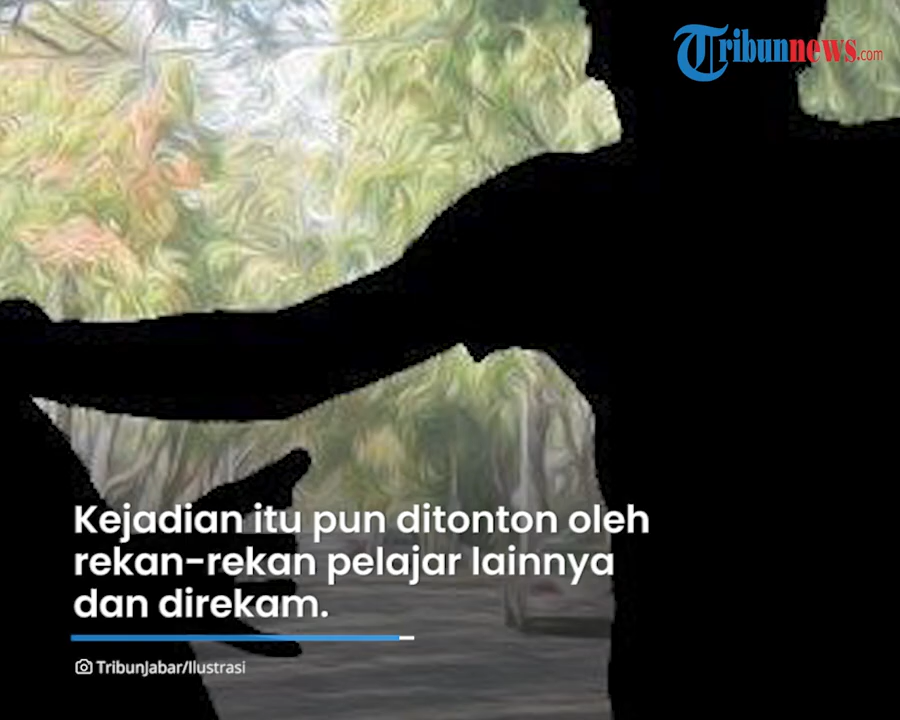 Tribunnews.com
Kejadian itu pun ditonton oleh
rekan-rekan pelajar lainnya
dan direkam.
TribunJabar/Ilustrasi